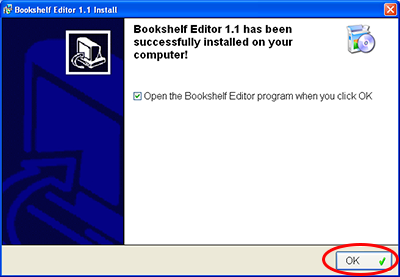 Bookshelf Editor 1.1 Install
Bookshelf Editor 1.1 has been
successfully installed on your
computer!
Open the Bookshelf Editor program when you click OK
OK